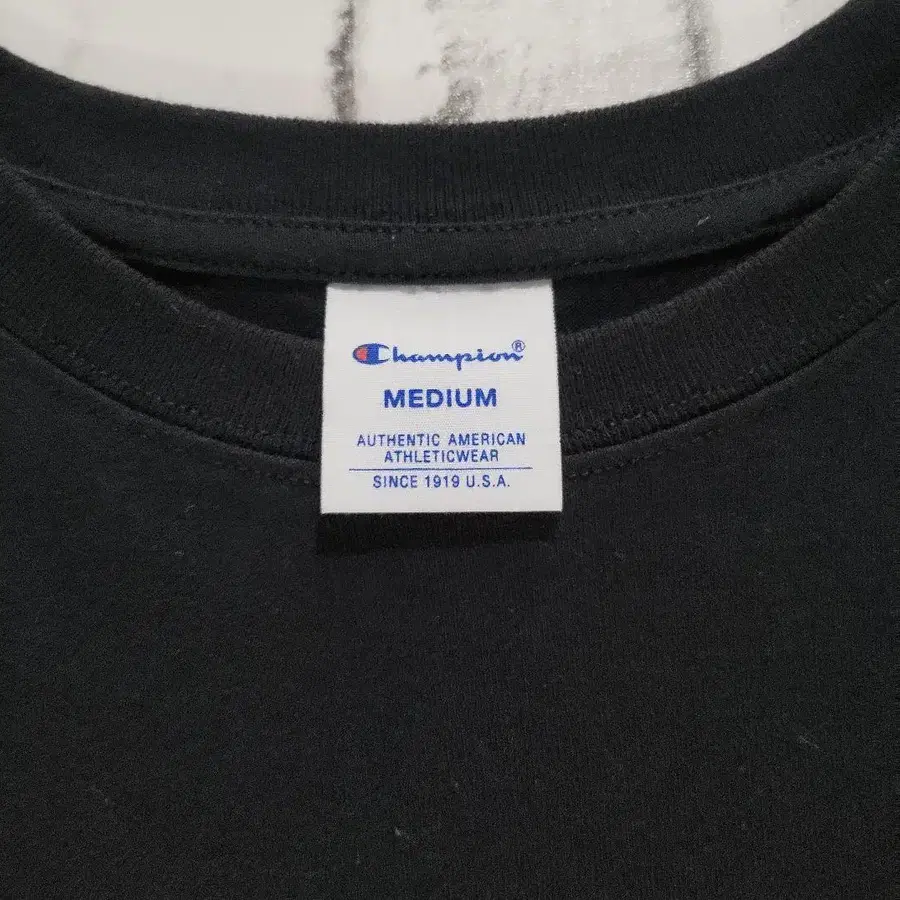 Champion®
MEDIUM
AUTHENTIC AMERICAN
ATHLETICWEAR
SINCE 1919 U.S.A.